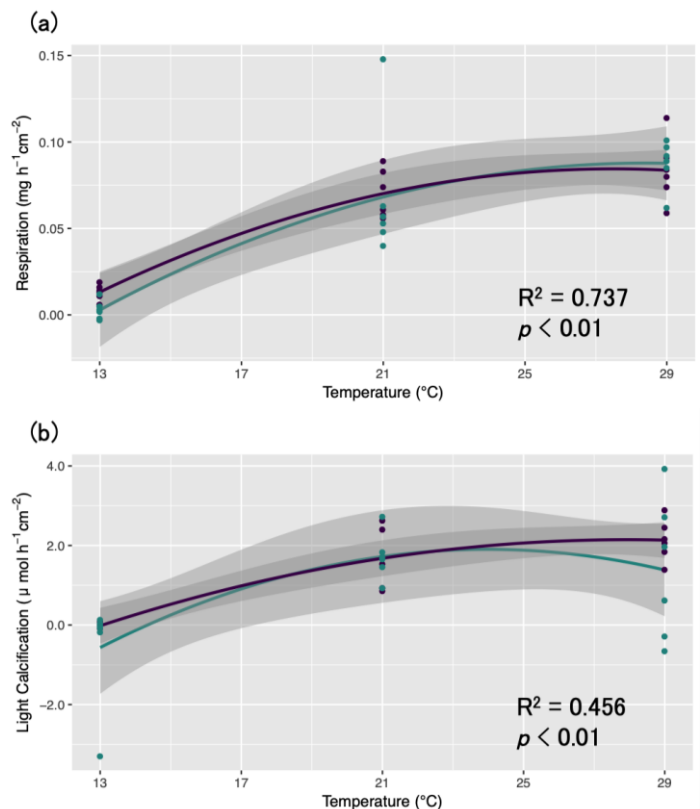 (a)
0.15
0.10
0.05
0.00
Respiration (mg h⁻¹cm⁻²)
R² = 0.737
p < 0.01
13 17 21 25 29
Temperature (°C)
(b)
4.0
2.0
0.0
−2.0
Light Calcification ( μ mol h⁻¹cm⁻²)
R² = 0.456
p < 0.01
13 17 21 25 29
Temperature (°C)